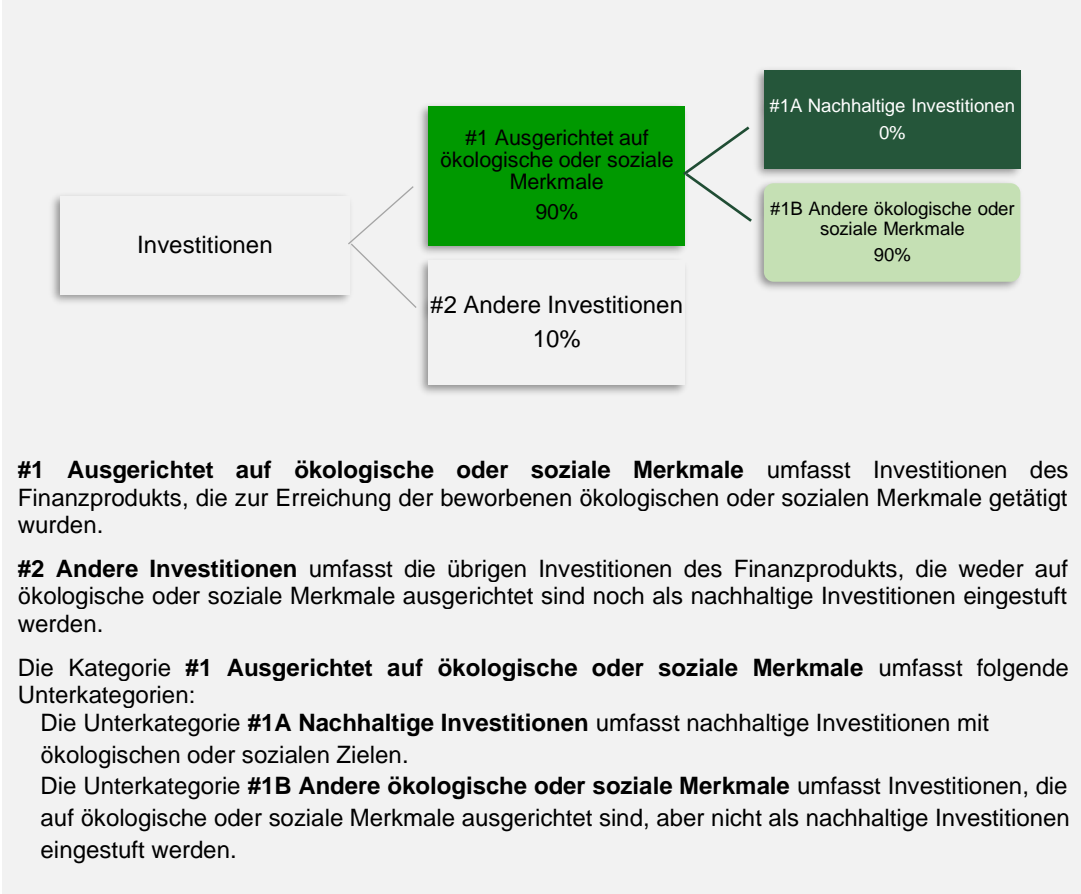 Investitionen
#1 Ausgerichtet auf
ökologische oder soziale
Merkmale
90%
#2 Andere Investitionen
10%
#1A Nachhaltige Investitionen
0%
#1B Andere ökologische oder
soziale Merkmale
90%
#1 Ausgerichtet auf ökologische oder soziale Merkmale umfasst Investitionen des
Finanzprodukts, die zur Erreichung der beworbenen ökologischen oder sozialen Merkmale getätigt
wurden.
#2 Andere Investitionen umfasst die übrigen Investitionen des Finanzprodukts, die weder auf
ökologische oder soziale Merkmale ausgerichtet sind noch als nachhaltige Investitionen eingestuft
werden.
Die Kategorie #1 Ausgerichtet auf ökologische oder soziale Merkmale umfasst folgende
Unterkategorien:
Die Unterkategorie #1A Nachhaltige Investitionen umfasst nachhaltige Investitionen mit
ökologischen oder sozialen Zielen.
Die Unterkategorie #1B Andere ökologische oder soziale Merkmale umfasst Investitionen, die
auf ökologische oder soziale Merkmale ausgerichtet sind, aber nicht als nachhaltige Investitionen
eingestuft werden.